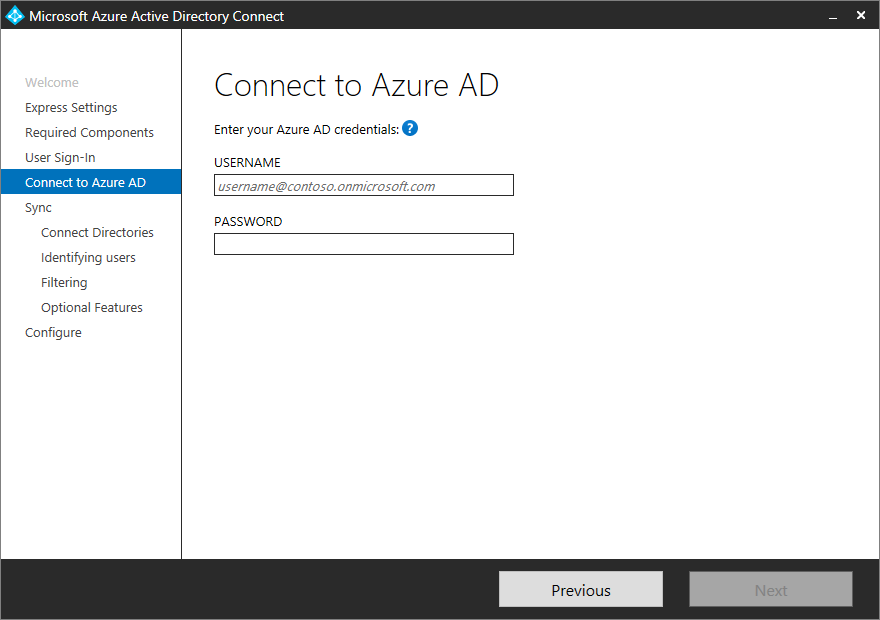 Microsoft Azure Active Directory Connect
Welcome
Express Settings
Required Components
User Sign-In
Connect to Azure AD
Sync
Connect Directories
Identifying users
Filtering
Optional Features
Configure
Connect to Azure AD
Enter your Azure AD credentials: ?
USERNAME
username@contoso.onmicrosoft.com
PASSWORD
Previous
Next